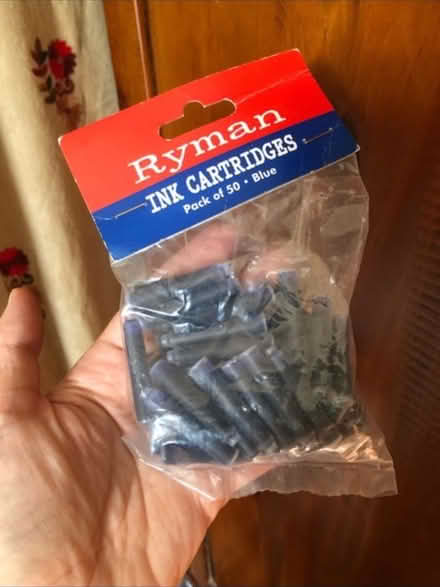 Ryman
INK CARTRIDGES
Pack of 50 • Blue